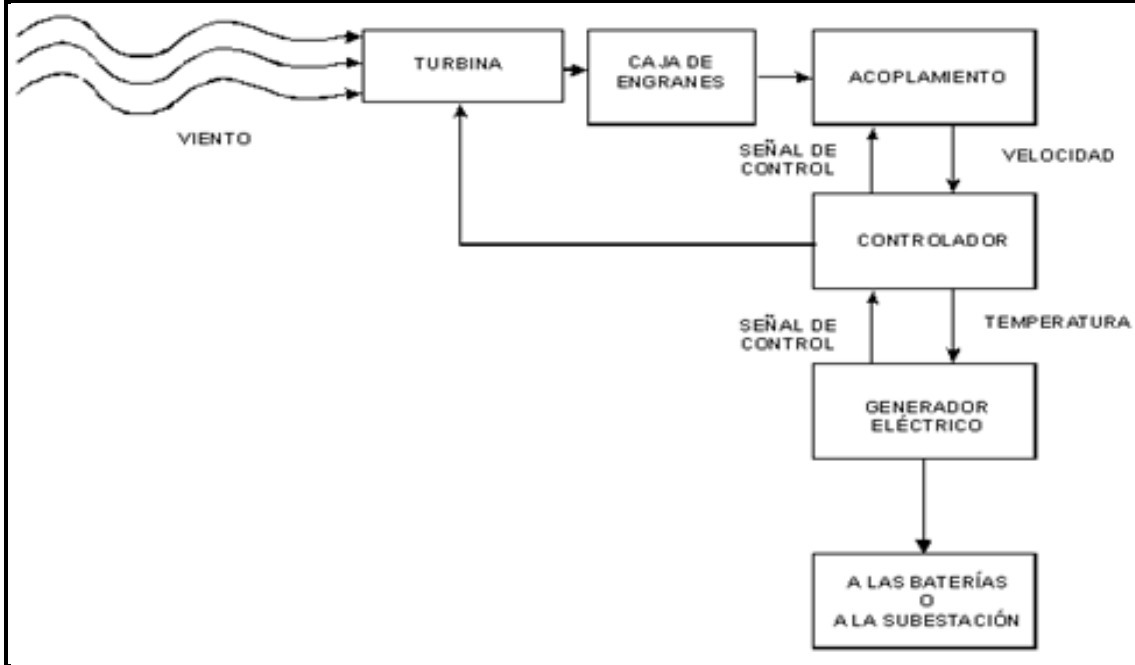 TURBINA
CAJA DE
ENGRANES
ACOPLAMIENTO
VIENTO
SEÑAL DE
CONTROL
VELOCIDAD
CONTROLADOR
SEÑAL DE
CONTROL
TEMPERATURA
GENERADOR
ELÉCTRICO
A LAS BATERÍAS
O
A LA SUBESTACIÓN